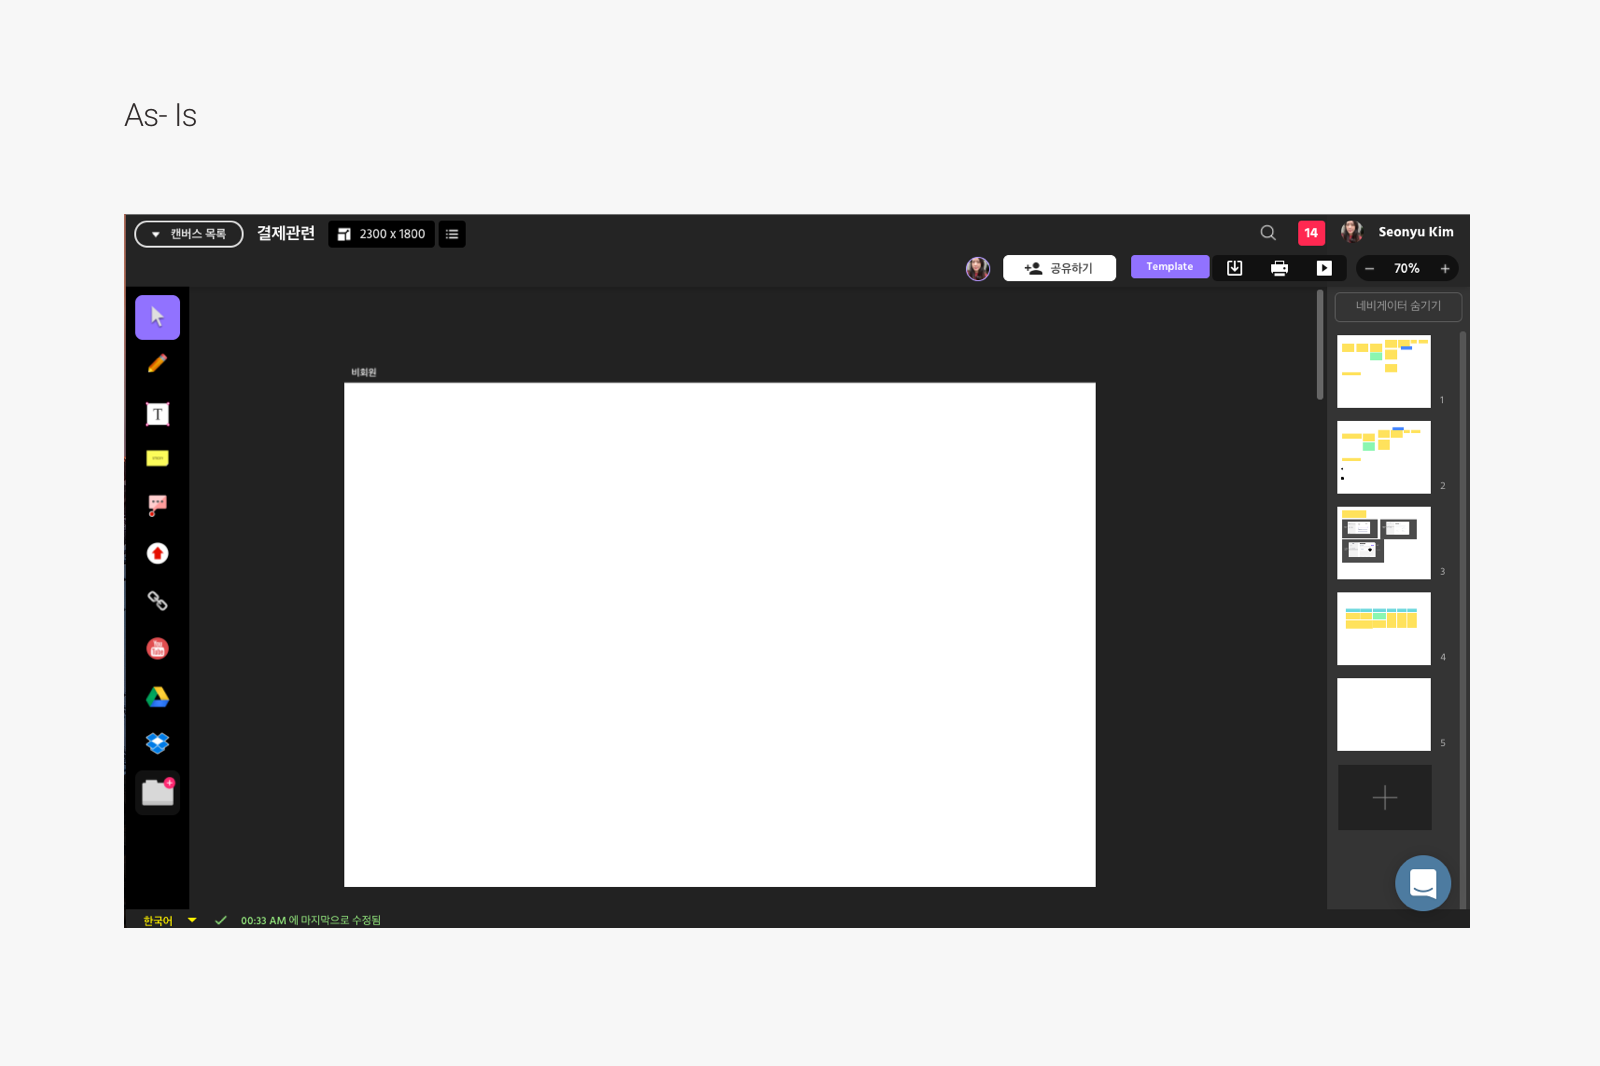 As- Is
캔버스 목록
결제관련
2300 x 1800
14
Seonyu Kim
공유하기
Template
70%
네비게이터 숨기기
비회원
T
You
Tube
1
2
3
4
5
한국어
00:33 AM 에 마지막으로 수정됨